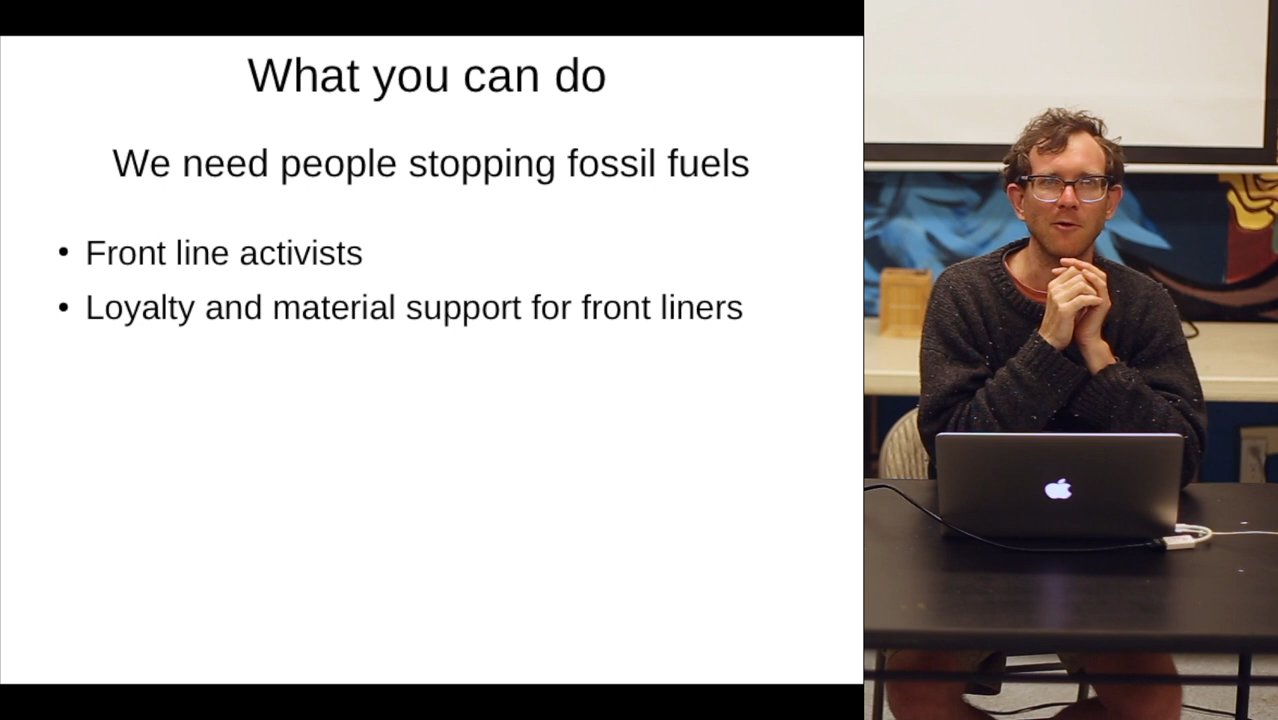 What you can do
We need people stopping fossil fuels
• Front line activists
• Loyalty and material support for front liners